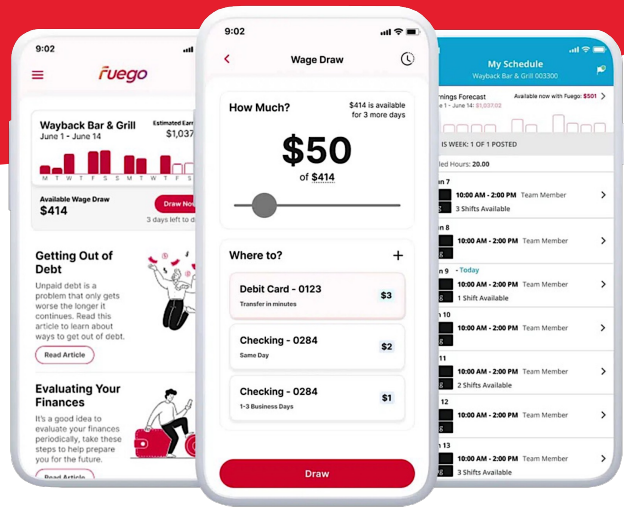 9:02
fuego
Wayback Bar & Grill
June 1 - June 14
Estimated
$1,037
M T W T F S S M T W T F S
Available Wage Draw
$414
Draw
3 days left to
Getting Out of
Debt
Unpaid debt is a
problem that only gets
worse the longer it
continues. Read this
article to learn about
ways to get out of debt.
Read Article
Evaluating Your
Finances
It's a good idea to
evaluate your finances
periodically, take these
steps to help prepare
you for the future.
Read Article
9:02
Wage Draw
How Much?
$414 is available
for 3 more days
$50
of $414
Where to?
+
Debit Card - 0123
Transfer in minutes
$3
Checking - 0284
Same Day
$2
Checking - 0284
1-3 Business Days
$1
Draw
My Schedule
Wayback Bar & Grill 003300
Forecast
Available now with Fuego: $501
1 - June 14: $1,037.03
IS WEEK: 1 OF 1 POSTED
Hours: 20.00
7
10:00 AM - 2:00 PM Team Member
3 Shifts Available
8
10:00 AM - 2:00 PM Team Member
9 - Today
10:00 AM - 2:00 PM Team Member
1 Shift Available
10
10:00 AM - 2:00 PM Team Member
11
10:00 AM - 2:00 PM Team Member
2 Shifts Available
12
10:00 AM - 2:00 PM Team Member
13
10:00 AM - 2:00 PM Team Member
3 Shifts Available